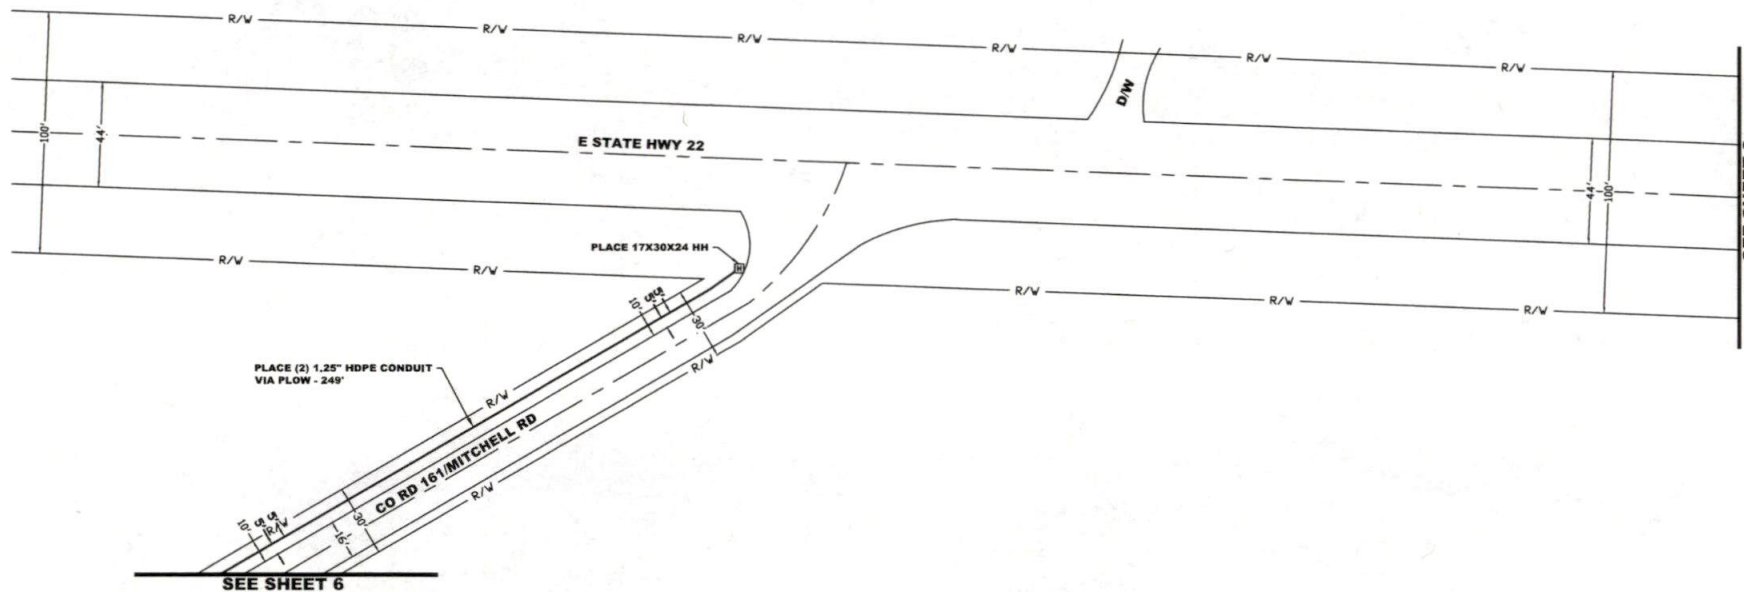 R/W
R/W
R/W
R/W
R/W
R/W
D/W
100'
44'
E STATE HWY 22
44'
100'
PLACE 17X30X24 HH
H
R/W
R/W
R/W
R/W
R/W
10'
5'
5'
30'
PLACE (2) 1.25" HDPE CONDUIT
VIA PLOW - 249'
R/W
R/W
CO RD 161/MITCHELL RD
R/W
10'
5'
5'
R/W
30'
16'
SEE SHEET 6